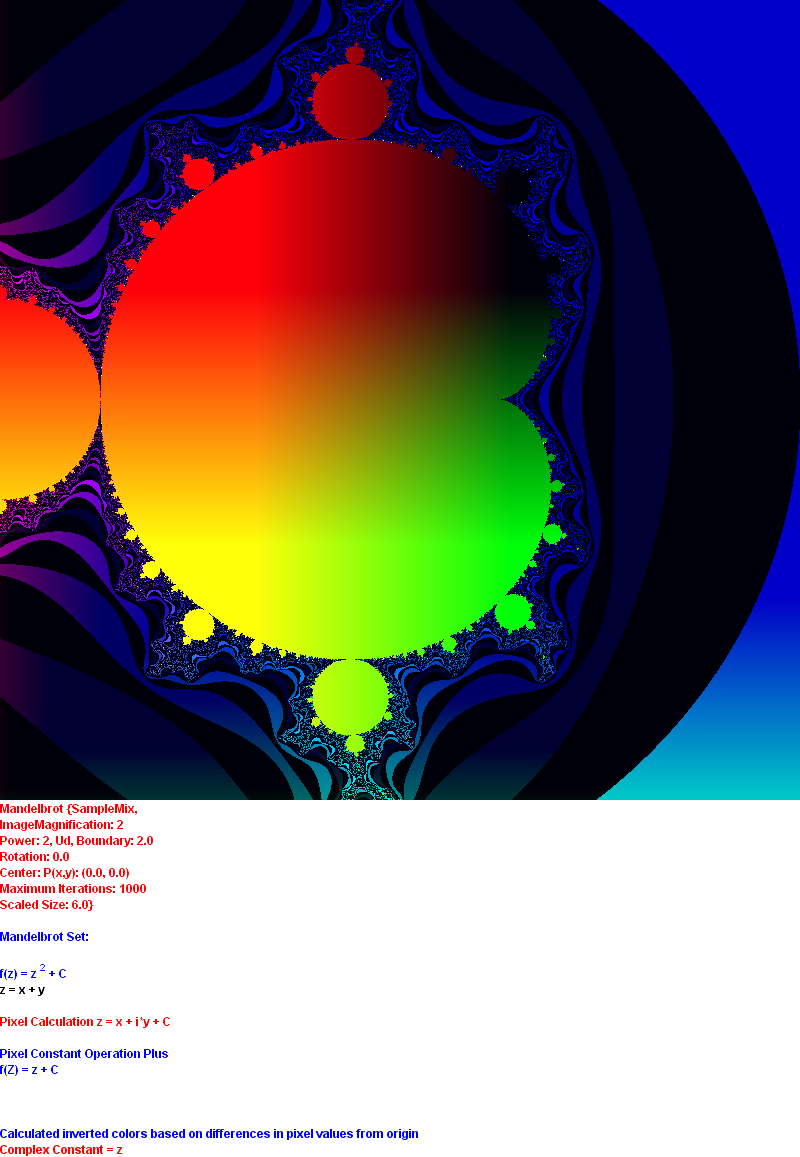 Mandelbrot {SampleMix,
ImageMagnification: 2
Power: 2, Ud, Boundary: 2.0
Rotation: 0.0
Center: P(x,y): (0.0, 0.0)
Maximum Iterations: 1000
Scaled Size: 6.0}
Mandelbrot Set:
f(z) = z ² + C
z = x + y
Pixel Calculation z = x + i*y + C
Pixel Constant Operation Plus
f(Z) = z + C
Calculated inverted colors based on differences in pixel values from origin
Complex Constant = z